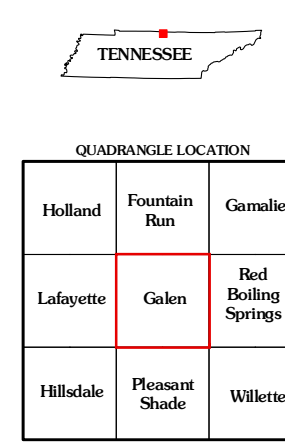 TENNESSEE
QUADRANGLE LOCATION
Holland
Fountain
Run
Gamalie
Lafayette
Galen
Red
Boiling
Springs
Hillsdale
Pleasant
Shade
Willette